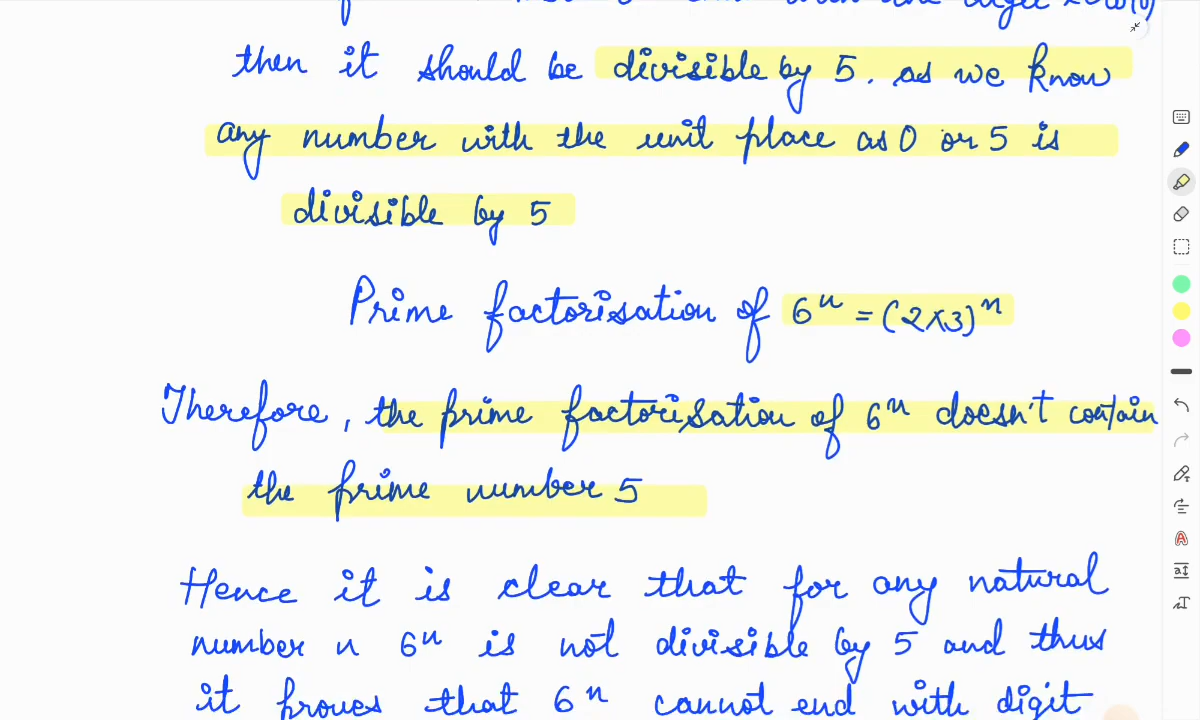 then it should be divisible by 5. as we know
any number with the unit place as 0 or 5 is
divisible by 5
Prime factorisation of 6ⁿ = (2×3)ⁿ
Therefore, the prime factorisation of 6ⁿ doesn't contain
the prime number 5
Hence it is clear that for any natural
number n 6ⁿ is not divisible by 5 and thus
it proves that 6ⁿ cannot end with digit